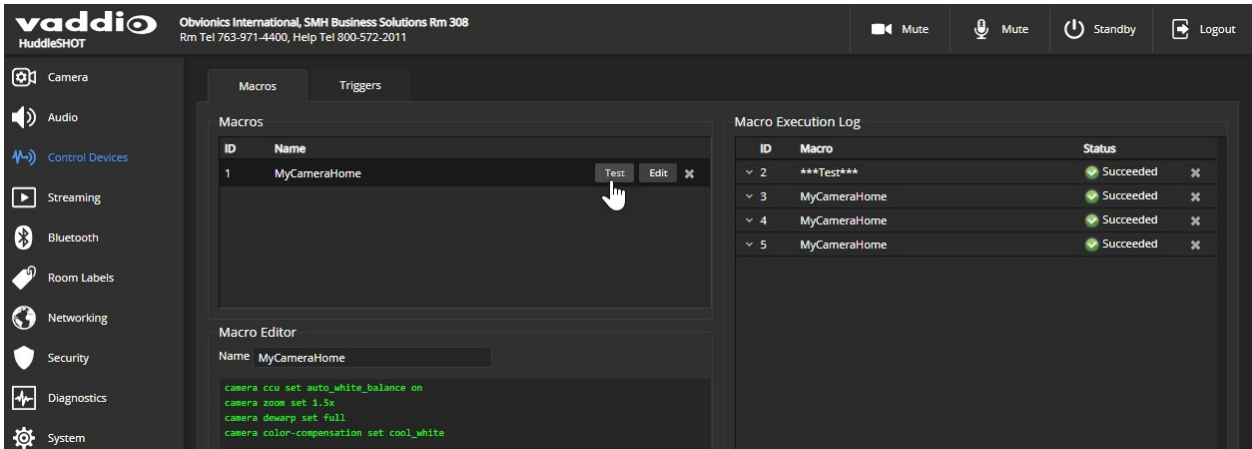 vaddio
HuddleSHOT
Obvionics International, SMH Business Solutions Rm 308
Rm Tel 763-971-4400, Help Tel 800-572-2011
Mute
Mute
Standby
Logout
Camera
Audio
Control Devices
Streaming
Bluetooth
Room Labels
Networking
Security
Diagnostics
System
Macros
Triggers
Macros
ID Name
1 MyCameraHome Test Edit
Macro Editor
Name MyCameraHome
camera ccu set auto_white_balance on
camera zoom set 1.5x
camera dewarp set full
camera color-compensation set cool_white
Macro Execution Log
ID Macro Status
2 ***Test*** Succeeded
3 MyCameraHome Succeeded
4 MyCameraHome Succeeded
5 MyCameraHome Succeeded